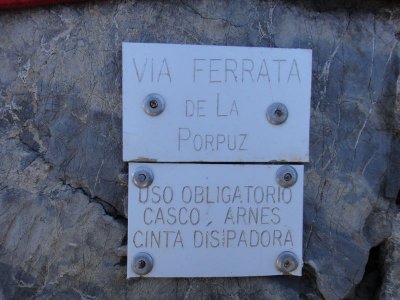 VIA FERRATA
DE LA
PORPUZ
USO OBLIGATORIO
CASCO, ARNES
CINTA DISIPADORA